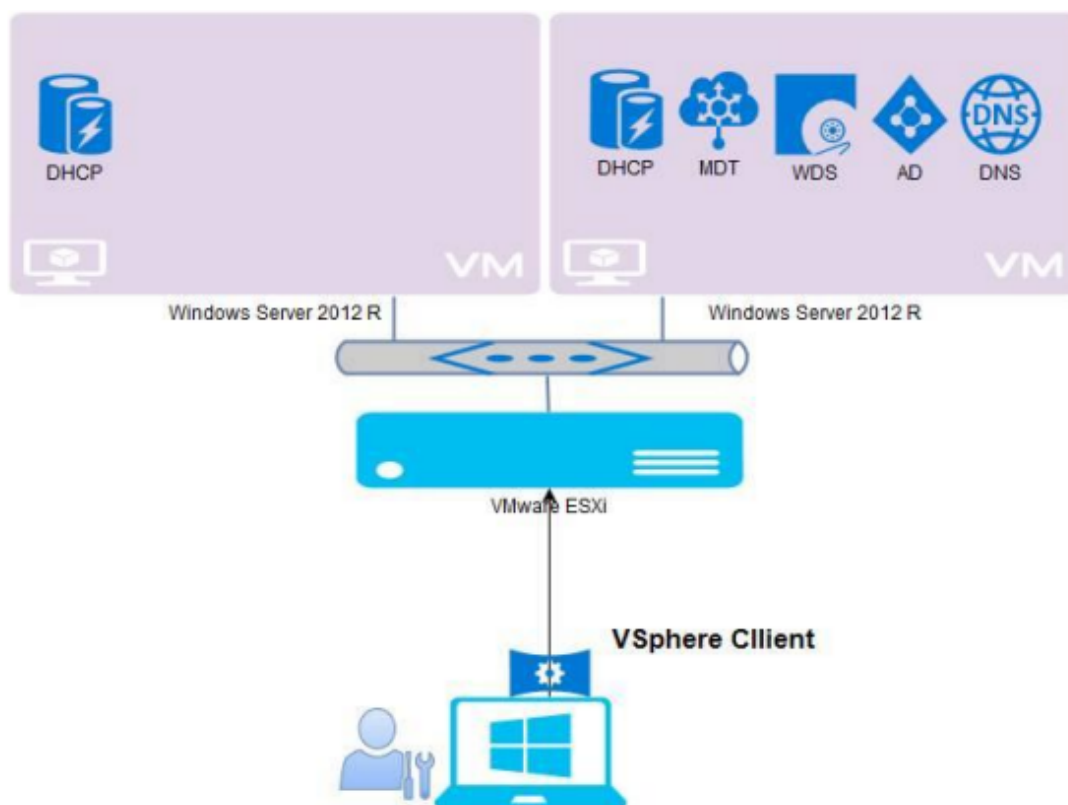 DHCP
VM
Windows Server 2012 R
DHCP
MDT
WDS
AD
DNS
DNS
VM
Windows Server 2012 R
VMware ESXi
VSphere Cllient